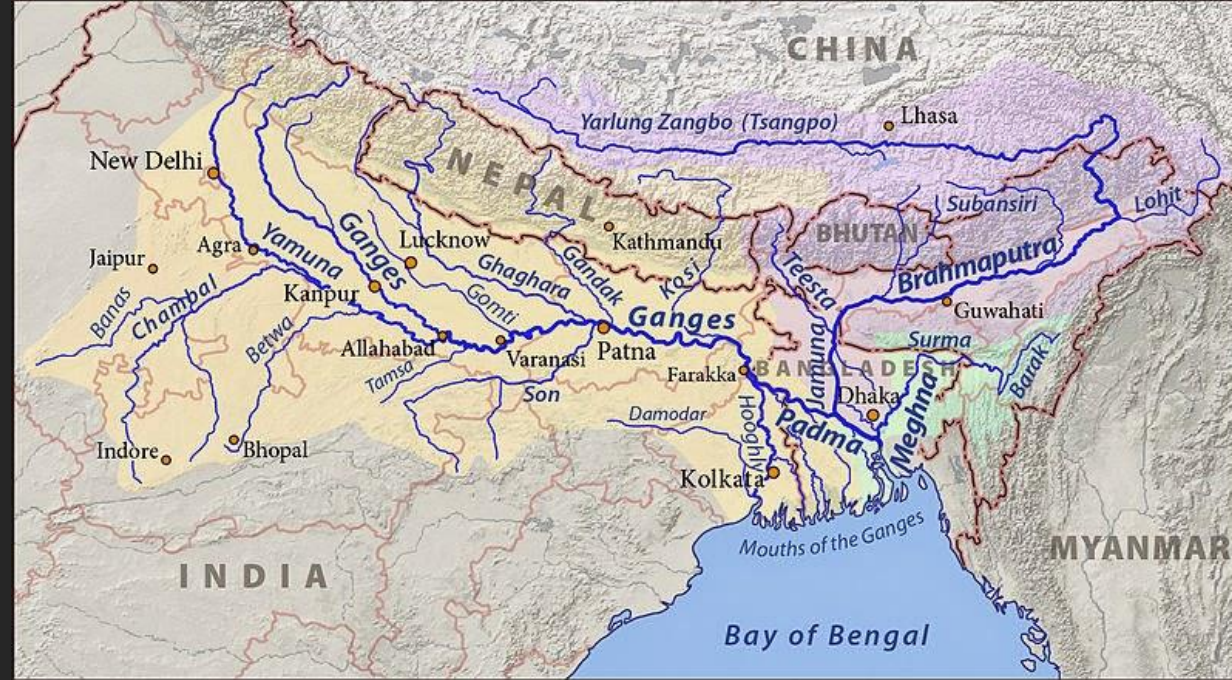 CHINA
Yarlung Zangbo (Tsangpo)
Lhasa
New Delhi
NEPAL
Subansiri
Lohit
BHUTAN
Agra
Yamuna
Ganges
Lucknow
Kathmandu
Jaipur
Banas
Chambal
Kanpur
Ghaghara
Gandak
Kosi
Teesta
Brahmaputra
Guwahati
Betwa
Gomti
Ganges
Allahabad
Varanasi
Patna
Jamuna
Surma
Tamsa
Son
Farakka
BANGLADESH
Barak
Dhaka
Damodar
Hooghly
Padma
Meghna
Indore
Bhopal
Kolkata
Mouths of the Ganges
INDIA
MYANMAR
Bay of Bengal